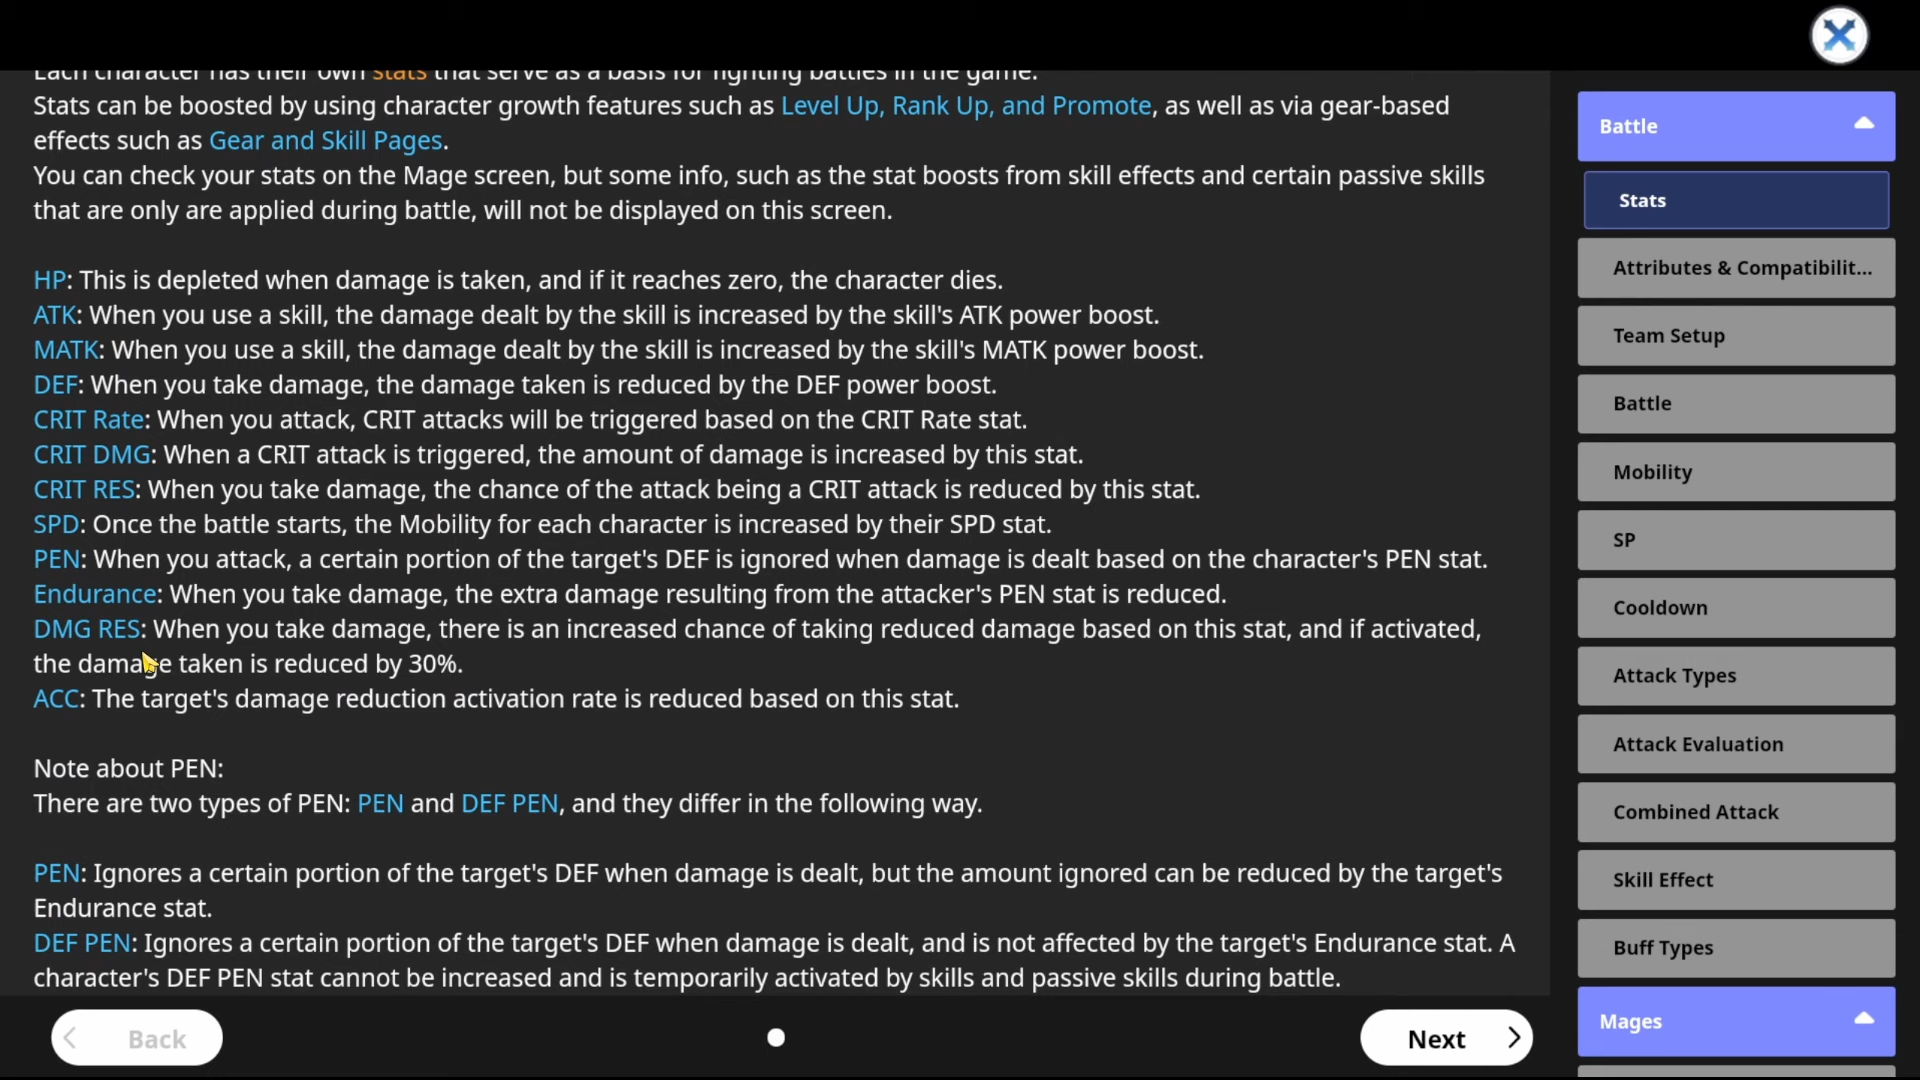 Each character has their own stats that serve as a basis for fighting battles in the game.
Stats can be boosted by using character growth features such as Level Up, Rank Up, and Promote, as well as via gear-based
effects such as Gear and Skill Pages.
You can check your stats on the Mage screen, but some info, such as the stat boosts from skill effects and certain passive skills
that are only are applied during battle, will not be displayed on this screen.
HP: This is depleted when damage is taken, and if it reaches zero, the character dies.
ATK: When you use a skill, the damage dealt by the skill is increased by the skill's ATK power boost.
MATK: When you use a skill, the damage dealt by the skill is increased by the skill's MATK power boost.
DEF: When you take damage, the damage taken is reduced by the DEF power boost.
CRIT Rate: When you attack, CRIT attacks will be triggered based on the CRIT Rate stat.
CRIT DMG: When a CRIT attack is triggered, the amount of damage is increased by this stat.
CRIT RES: When you take damage, the chance of the attack being a CRIT attack is reduced by this stat.
SPD: Once the battle starts, the Mobility for each character is increased by their SPD stat.
PEN: When you attack, a certain portion of the target's DEF is ignored when damage is dealt based on the character's PEN stat.
Endurance: When you take damage, the extra damage resulting from the attacker's PEN stat is reduced.
DMG RES: When you take damage, there is an increased chance of taking reduced damage based on this stat, and if activated,
the damage taken is reduced by 30%.
ACC: The target's damage reduction activation rate is reduced based on this stat.
Note about PEN:
There are two types of PEN: PEN and DEF PEN, and they differ in the following way.
PEN: Ignores a certain portion of the target's DEF when damage is dealt, but the amount ignored can be reduced by the target's
Endurance stat.
DEF PEN: Ignores a certain portion of the target's DEF when damage is dealt, and is not affected by the target's Endurance stat. A
character's DEF PEN stat cannot be increased and is temporarily activated by skills and passive skills during battle.
Back
Next
Battle
Stats
Attributes & Compatibilit...
Team Setup
Battle
Mobility
SP
Cooldown
Attack Types
Attack Evaluation
Combined Attack
Skill Effect
Buff Types
Mages